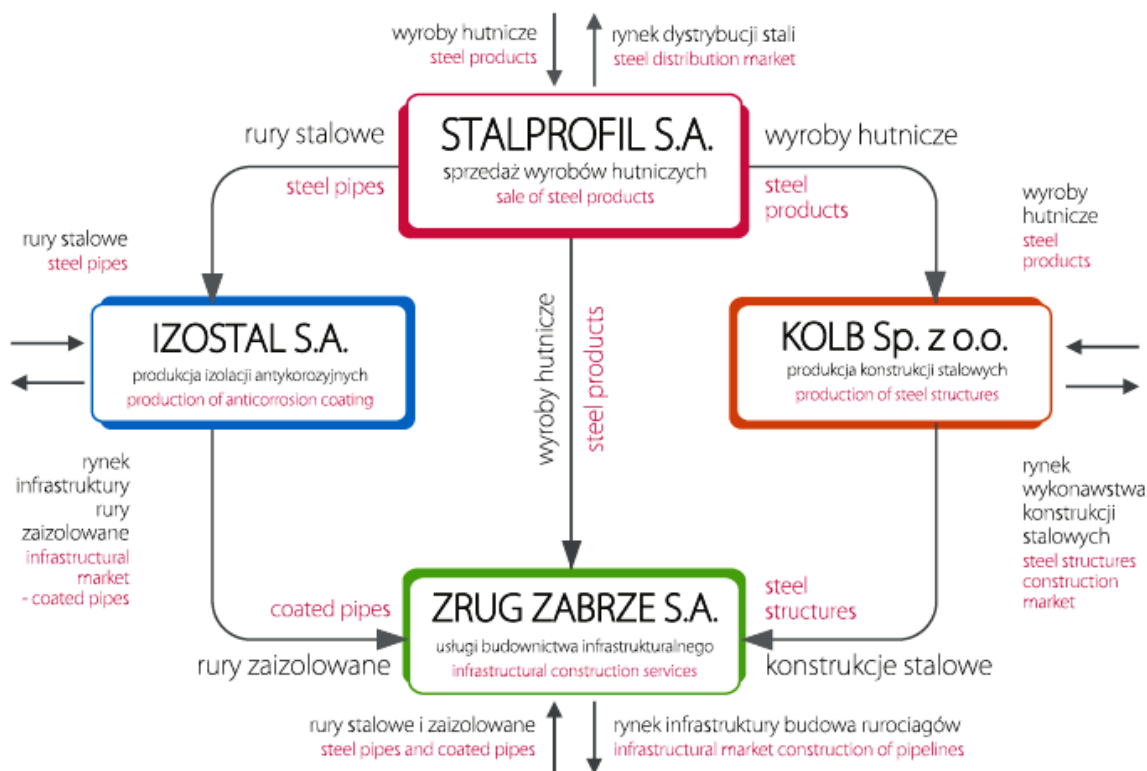 wyroby hutnicze
steel products
rynek dystrybucji stali
steel distribution market
STALPROFIL S.A.
sprzedaż wyrobów hutniczych
sale of steel products
rury stalowe
steel pipes
wyroby hutnicze
steel
products
rury stalowe
steel pipes
wyroby
hutnicze
steel
products
IZOSTAL S.A.
produkcja izolacji antykorozyjnych
production of anticorrosion coating
wyroby hutnicze
steel products
KOLB Sp. z o.o.
produkcja konstrukcji stalowych
production of steel structures
rynek
infrastruktury
rury
zaizolowane
infrastructural
market
- coated pipes
rynek
wykonawstwa
konstrukcji
stalowych
steel structures
construction
market
coated pipes
rury zaizolowane
ZRUG ZABRZE S.A.
usługi budownictwa infrastrukturalnego
infrastructural construction services
steel
structures
konstrukcje stalowe
rury stalowe i zaizolowane
steel pipes and coated pipes
rynek infrastruktury budowa rurociągów
infrastructural market construction of pipelines